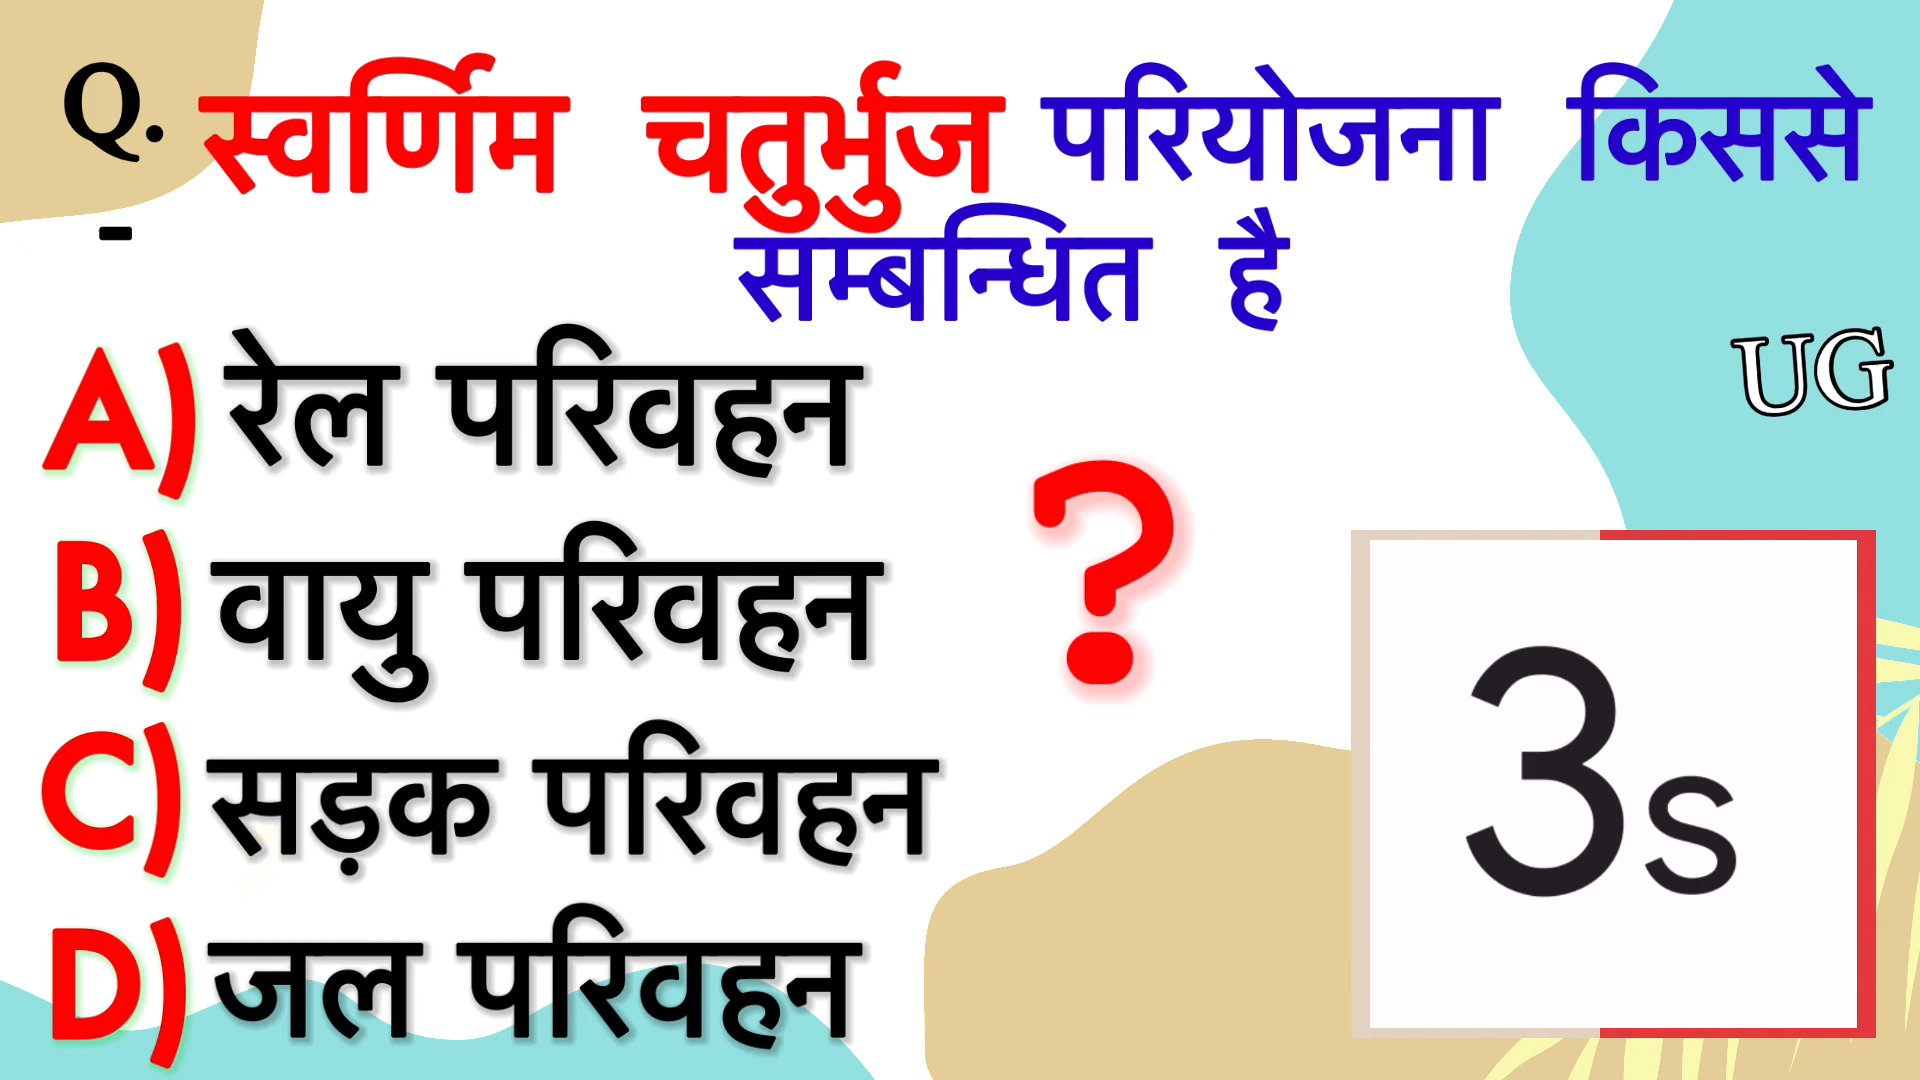 Q. स्वर्णिम चतुर्भुज परियोजना किससे
- सम्बन्धित है
UG
A) रेल परिवहन
?
B) वायु परिवहन
C) सड़क परिवहन
3s
D) जल परिवहन